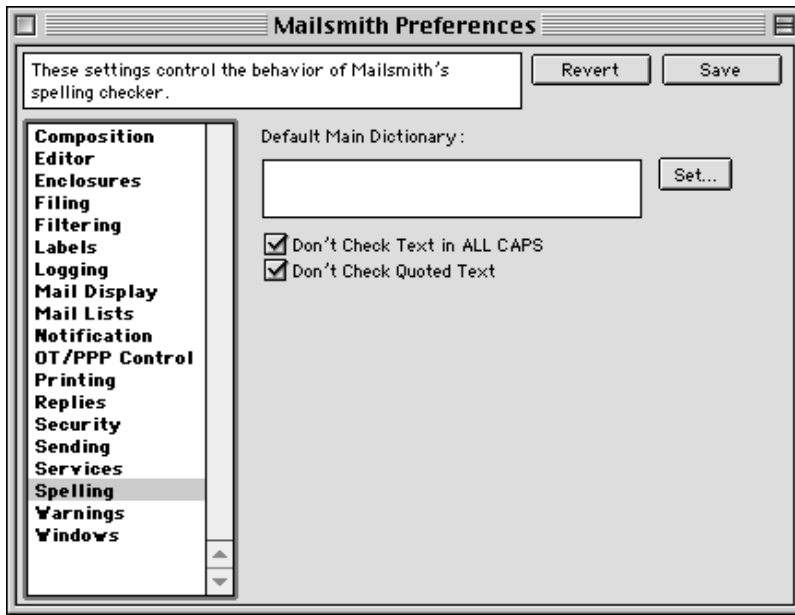 Mailsmith Preferences
These settings control the behavior of Mailsmith's
spelling checker.
Revert
Save
Composition
Editor
Enclosures
Filing
Filtering
Labels
Logging
Mail Display
Mail Lists
Notification
OT/PPP Control
Printing
Replies
Security
Sending
Services
Spelling
Warnings
Windows
Default Main Dictionary:
Set...
Don't Check Text in ALL CAPS
Don't Check Quoted Text